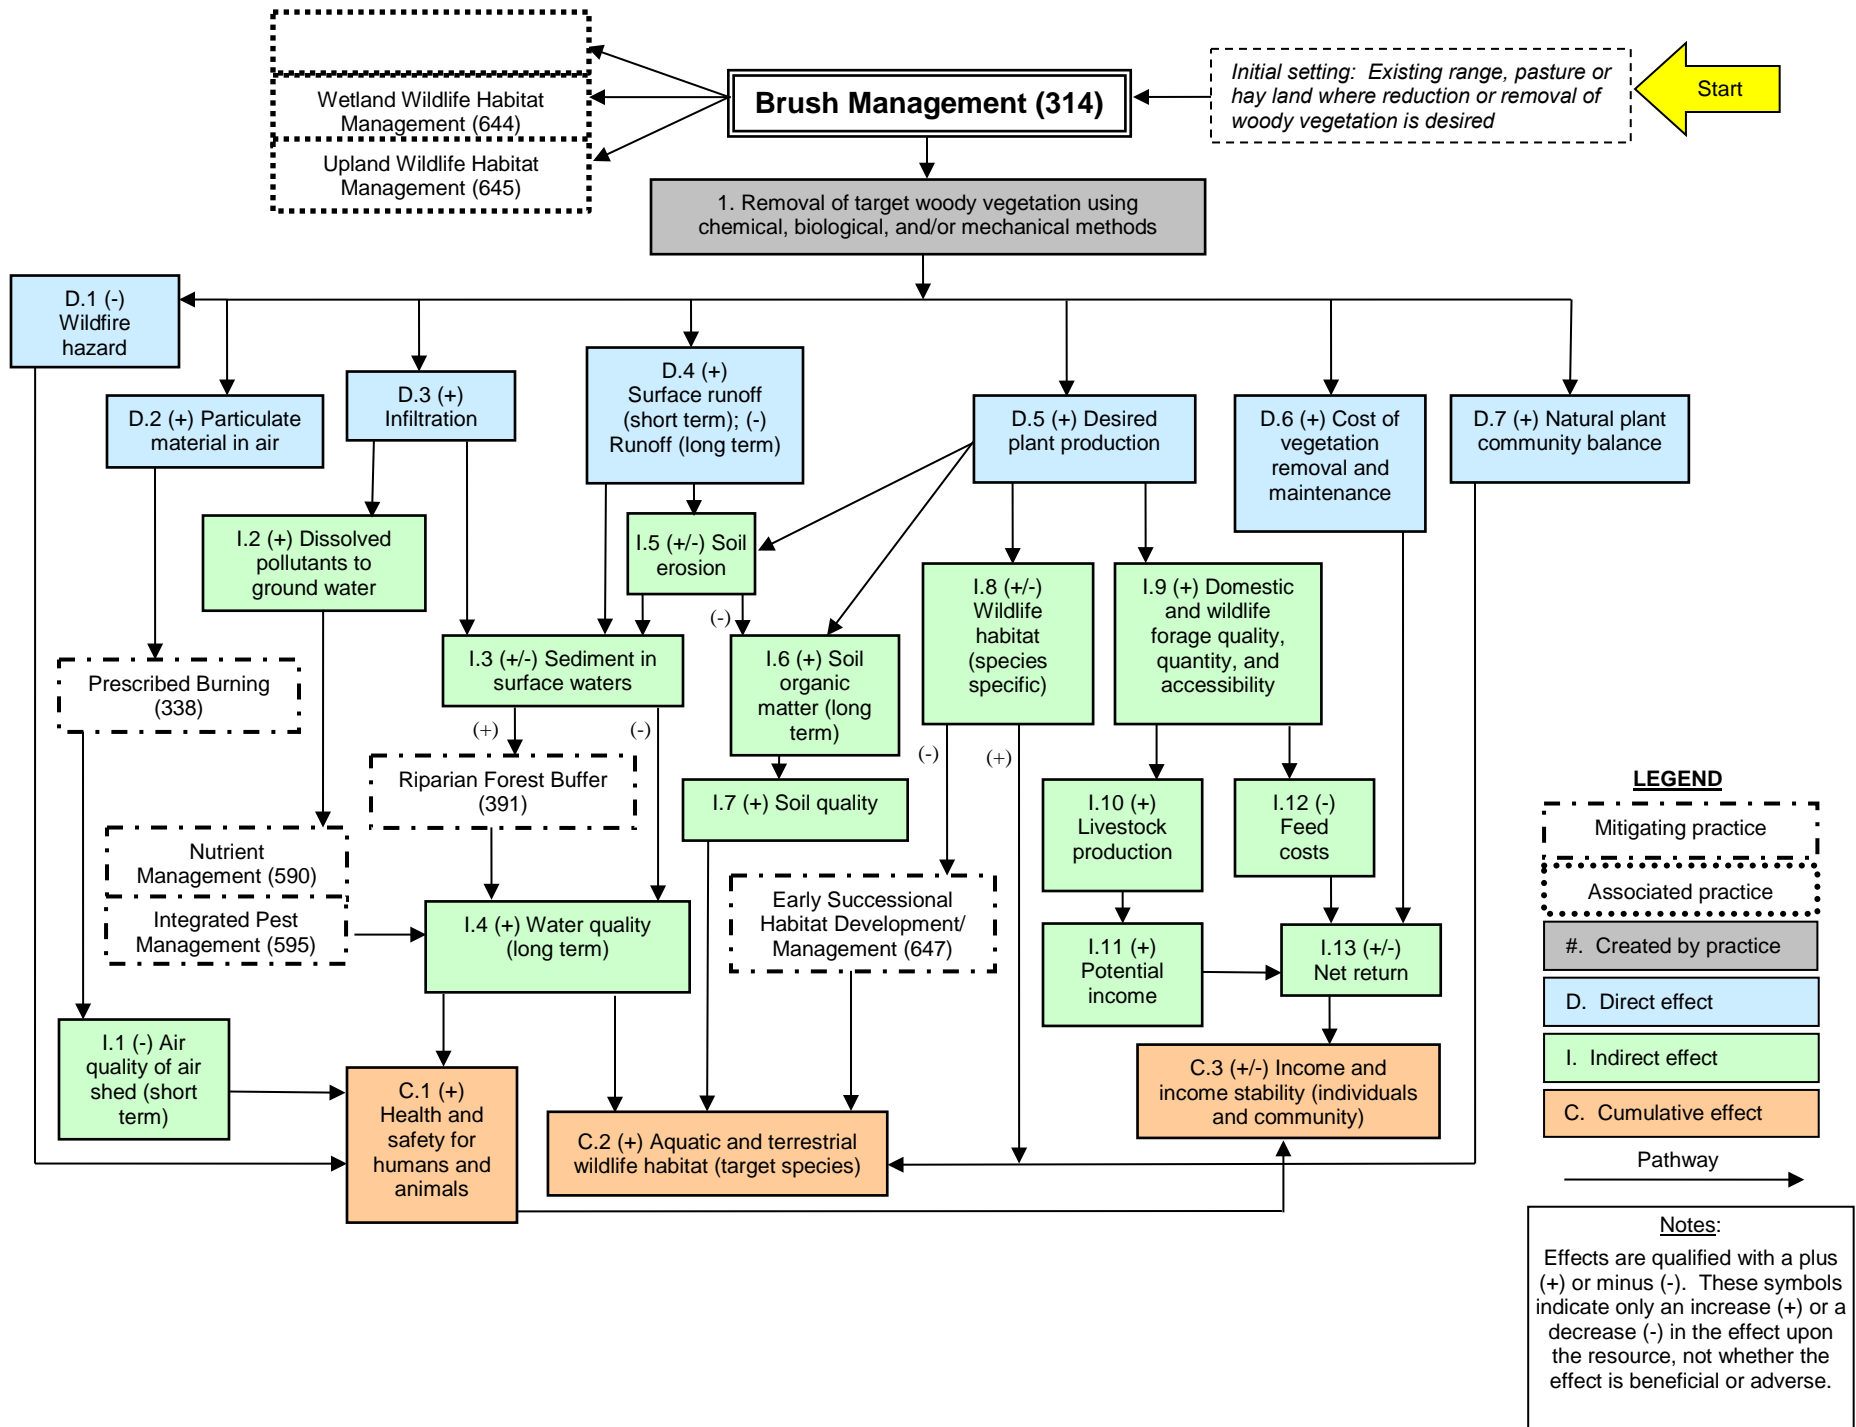 Initial setting:  Existing range, pasture or
hay land where reduction or removal of
woody vegetation is desired
Start
Brush Management (314)
Wetland Wildlife Habitat
Management (644)
Upland Wildlife Habitat
Management (645)
1. Removal of target woody vegetation using
chemical, biological, and/or mechanical methods
D.1 (-)
Wildfire
hazard
D.2 (+) Particulate
material in air
D.3 (+)
Infiltration
D.4 (+)
Surface runoff
(short term); (-)
Runoff (long term)
D.5 (+) Desired
plant production
D.6 (+) Cost of
vegetation
removal and
maintenance
D.7 (+) Natural plant
community balance
I.2 (+) Dissolved
pollutants to
ground water
I.5 (+/-) Soil
erosion
I.8 (+/-)
Wildlife
habitat
(species
specific)
I.9 (+) Domestic
and wildlife
forage quality,
quantity, and
accessibility
(-)
I.3 (+/-) Sediment in
surface waters
I.6 (+) Soil
organic
matter (long
term)
Prescribed Burning
(338)
(+)
(-)
(-)
(+)
Riparian Forest Buffer
(391)
I.7 (+) Soil quality
I.10 (+)
Livestock
production
I.12 (-)
Feed
costs
Nutrient
Management (590)
Integrated Pest
Management (595)
I.4 (+) Water quality
(long term)
Early Successional
Habitat Development/
Management (647)
I.11 (+)
Potential
income
I.13 (+/-)
Net return
I.1 (-) Air
quality of air
shed (short
term)
C.1 (+)
Health and
safety for
humans and
animals
C.2 (+) Aquatic and terrestrial
wildlife habitat (target species)
C.3 (+/-) Income and
income stability (individuals
and community)
LEGEND
Mitigating practice
Associated practice
#.  Created by practice
D.  Direct effect
I.  Indirect effect
C.  Cumulative effect
Pathway
Notes:
Effects are qualified with a plus
(+) or minus (-).  These symbols
indicate only an increase (+) or a
decrease (-) in the effect upon
the resource, not whether the
effect is beneficial or adverse.